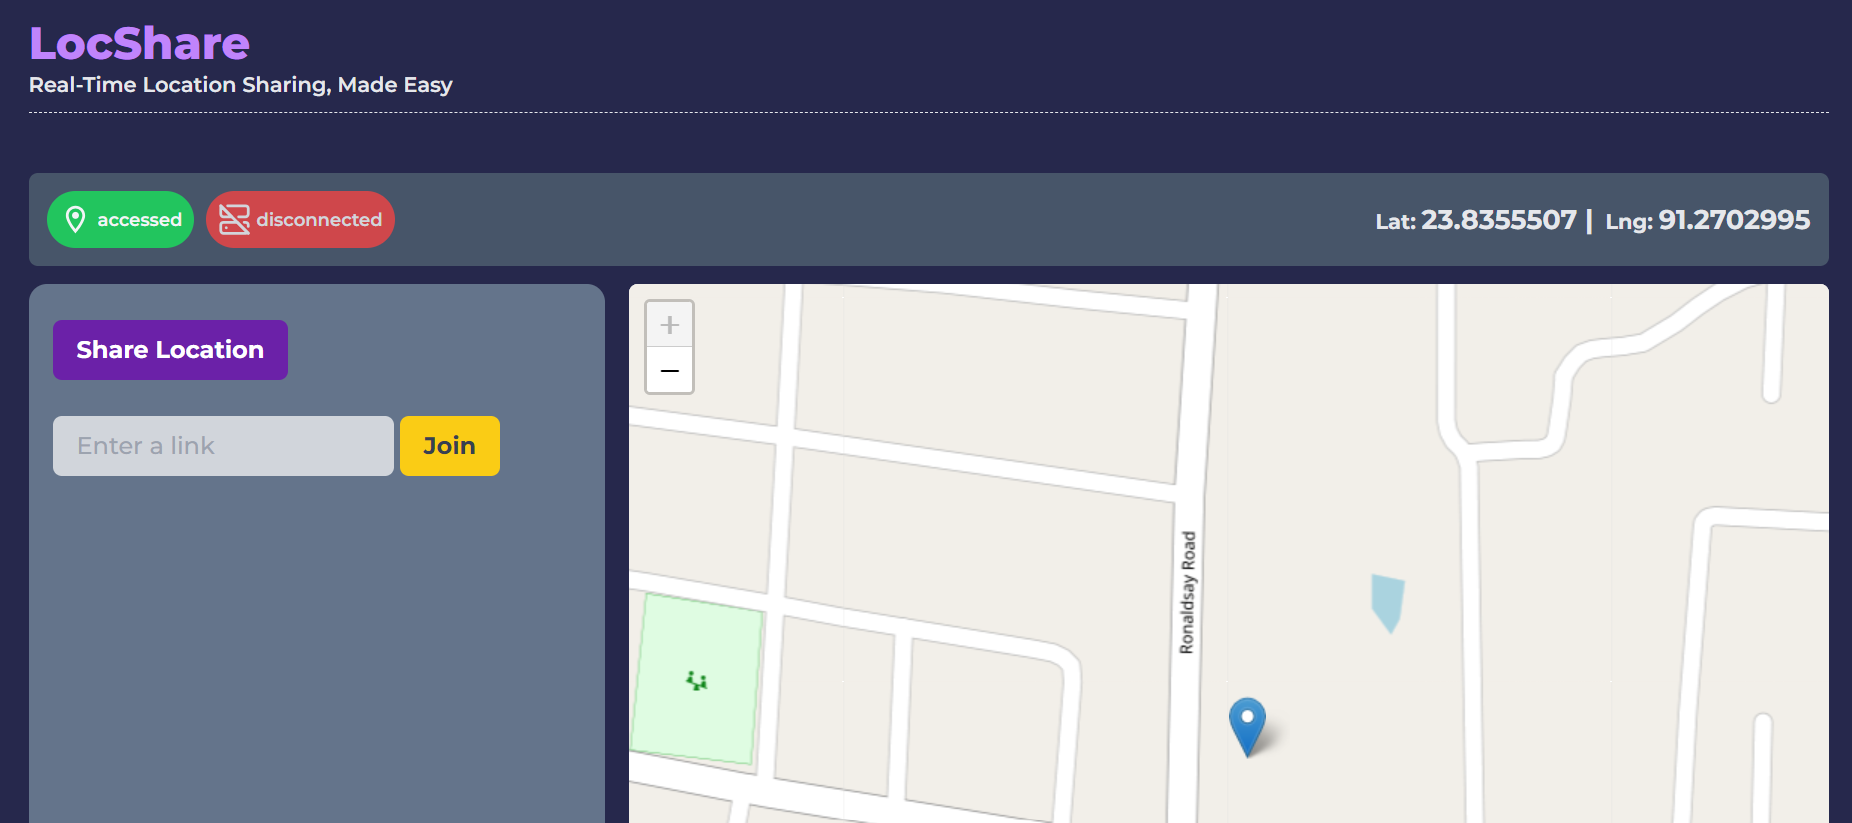 LocShare
Real-Time Location Sharing, Made Easy
accessed
disconnected
Lat: 23.8355507 | Lng: 91.2702995
Share Location
Enter a link
Join
+
−
Ronaldsay Road